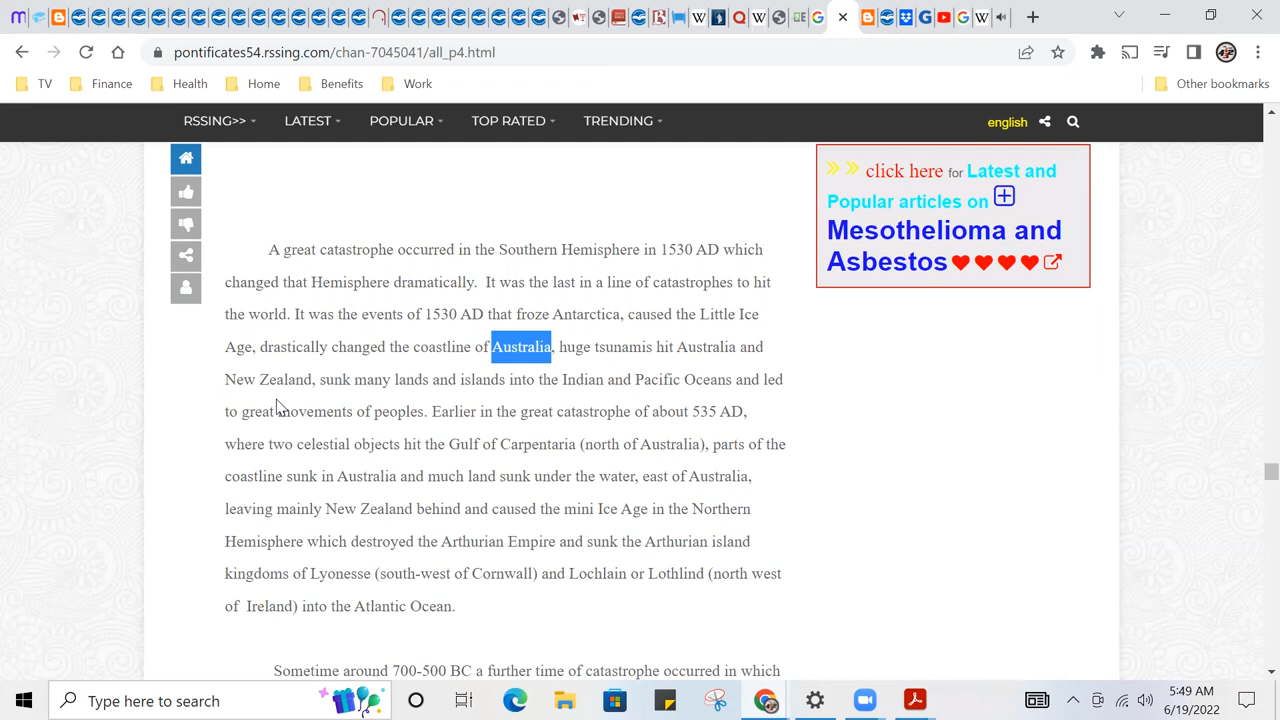 pontificates54.rssing.com/chan-7045041/all_p4.html
TV Finance Health Home Benefits Work Other bookmarks
RSSING>> LATEST POPULAR TOP RATED TRENDING english
>> click here for Latest and
Popular articles on
Mesothelioma and
Asbestos
A great catastrophe occurred in the Southern Hemisphere in 1530 AD which
changed that Hemisphere dramatically.  It was the last in a line of catastrophes to hit
the world. It was the events of 1530 AD that froze Antarctica, caused the Little Ice
Age, drastically changed the coastline of Australia, huge tsunamis hit Australia and
New Zealand, sunk many lands and islands into the Indian and Pacific Oceans and led
to great movements of peoples. Earlier in the great catastrophe of about 535 AD,
where two celestial objects hit the Gulf of Carpentaria (north of Australia), parts of the
coastline sunk in Australia and much land sunk under the water, east of Australia,
leaving mainly New Zealand behind and caused the mini Ice Age in the Northern
Hemisphere which destroyed the Arthurian Empire and sunk the Arthurian island
kingdoms of Lyonesse (south-west of Cornwall) and Lochlain or Lothlind (north west
of  Ireland) into the Atlantic Ocean.
Sometime around 700-500 BC a further time of catastrophe occurred in which
Type here to search
5:49 AM
6/19/2022